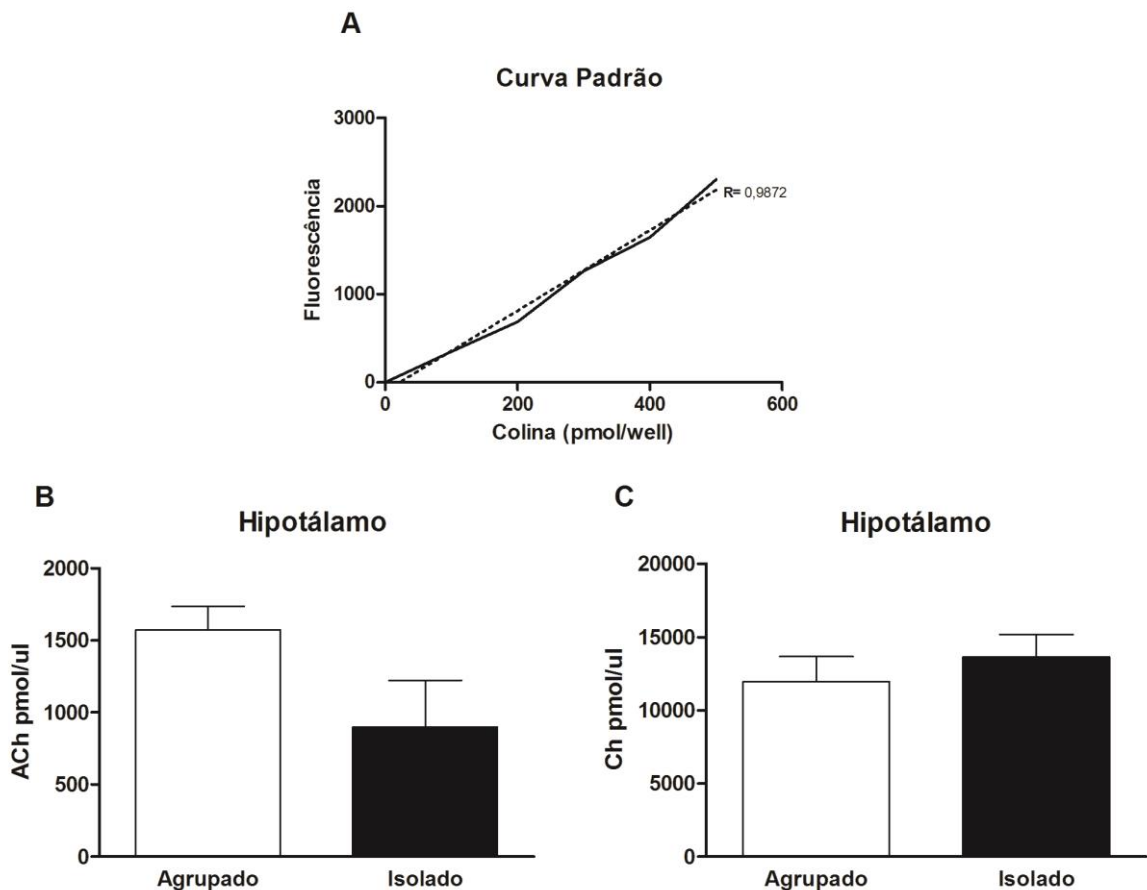 A
Curva Padrão
3000
2000
1000
0
Fluorescência
R= 0,9872
0 200 400 600
Colina (pmol/well)
B
Hipotálamo
2000
1500
1000
500
0
ACh pmol/ul
Agrupado Isolado
C
Hipotálamo
20000
15000
10000
5000
0
Ch pmol/ul
Agrupado Isolado